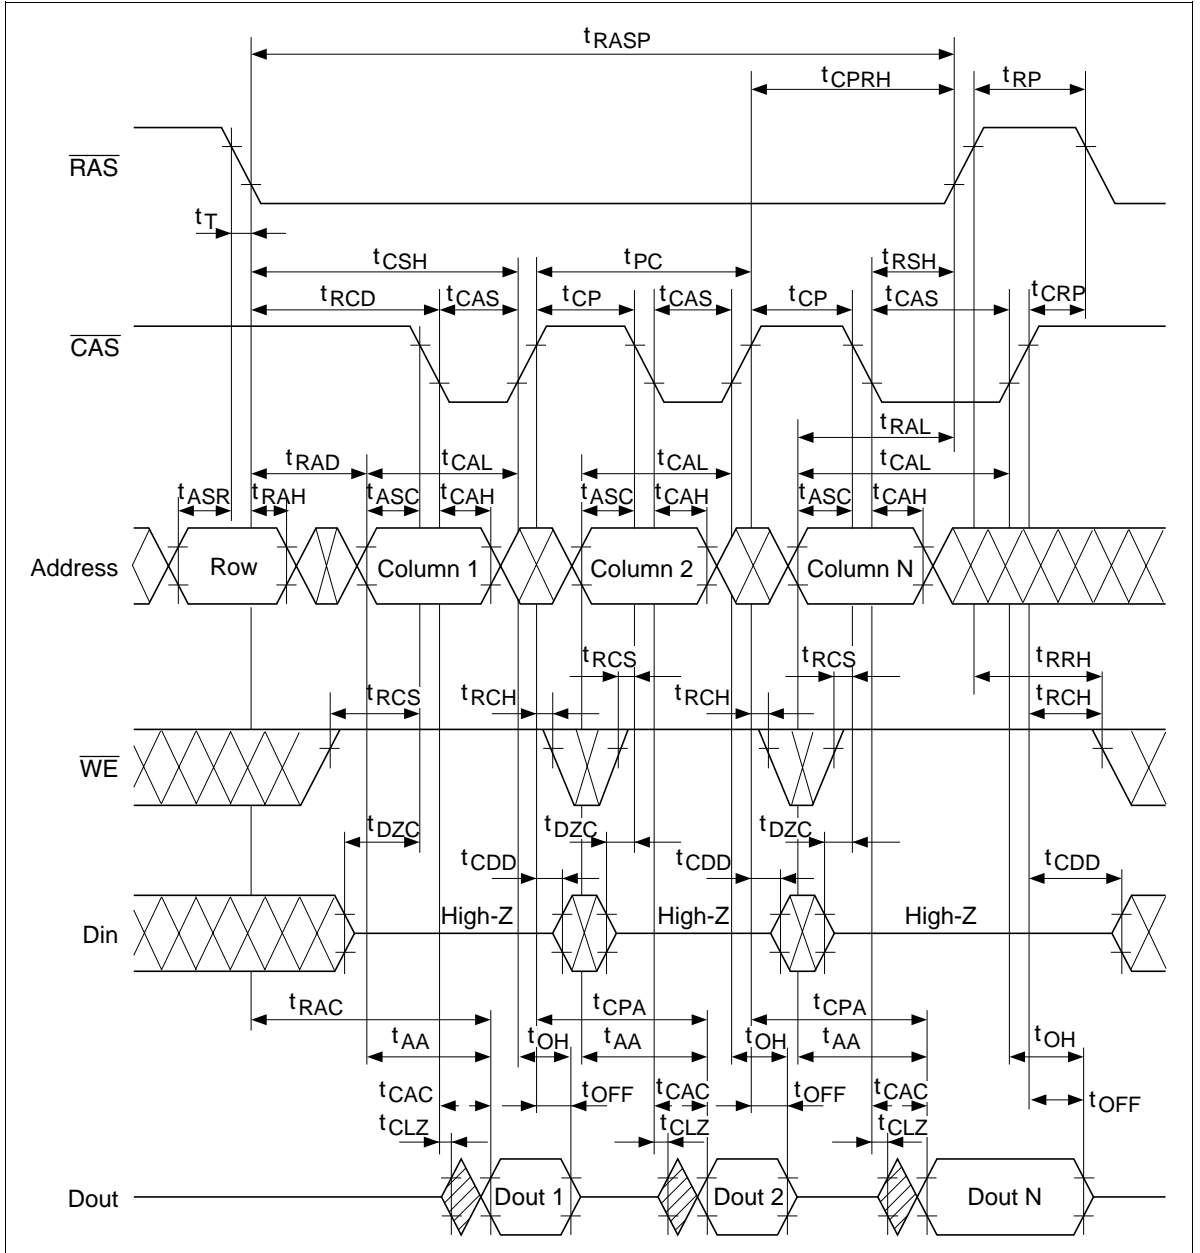 tRASP
tCPRH tRP
RAS
tT
tCSH tPC tRSH
tRCD tCAS tCP tCAS tCP tCAS tCRP
CAS
tRAL
tRAD tCAL tCAL tCAL
tASR tRAH tASC tCAH tASC tCAH tASC tCAH
Address Row Column 1 Column 2 Column N
tRCS tRCS tRRH
tRCS tRCH tRCH tRCH
WE
tDZC tDZC tDZC
tCDD tCDD tCDD
Din High-Z High-Z High-Z
tRAC tCPA tCPA
tAA tOH tAA tOH tAA tOH
tCAC tOFF tCAC tOFF tCAC tOFF
tCLZ tCLZ tCLZ
Dout Dout 1 Dout 2 Dout N